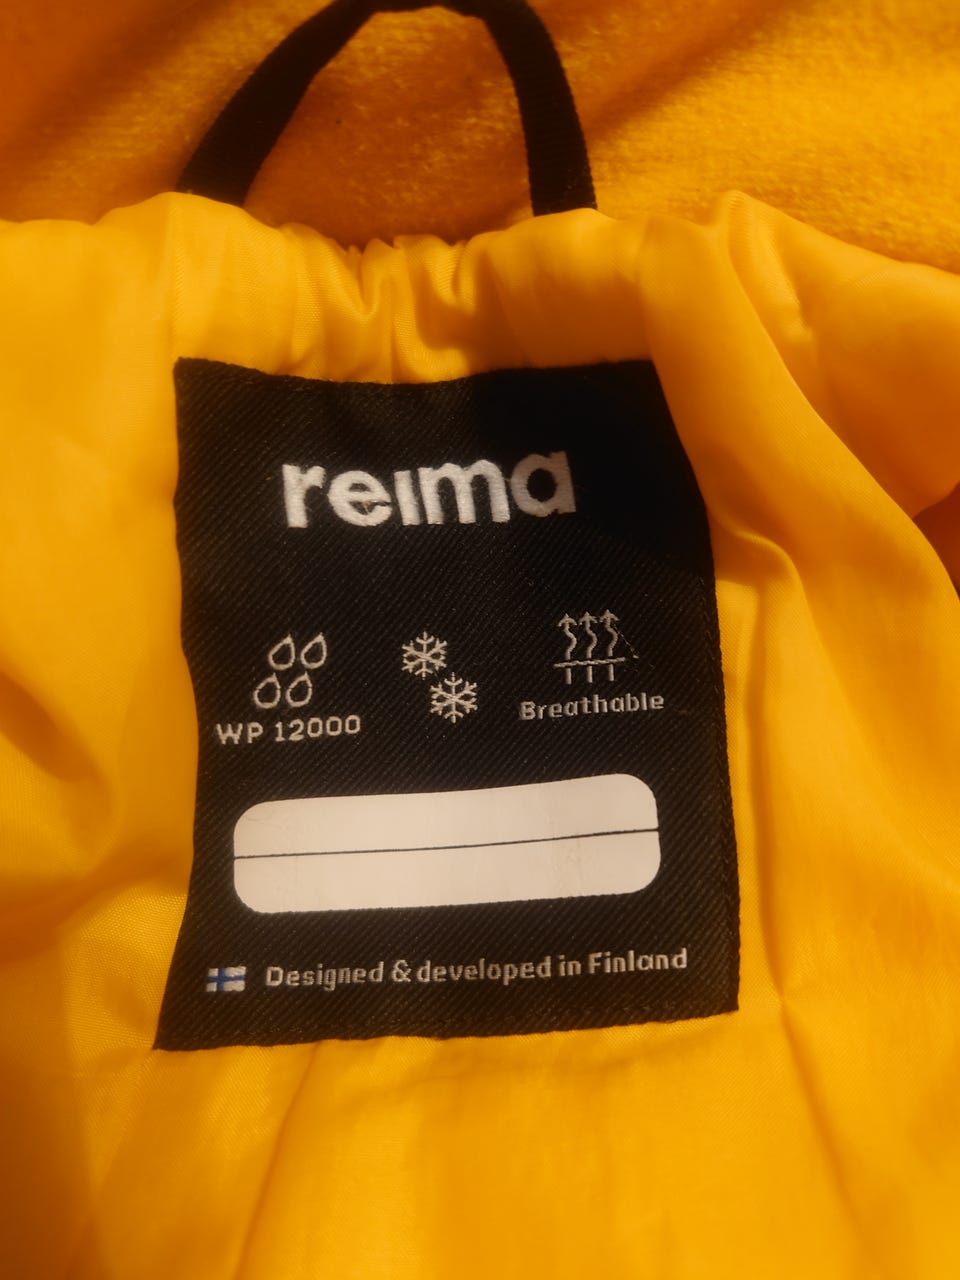 reima
WP 12000
Breathable
Designed & developed in Finland